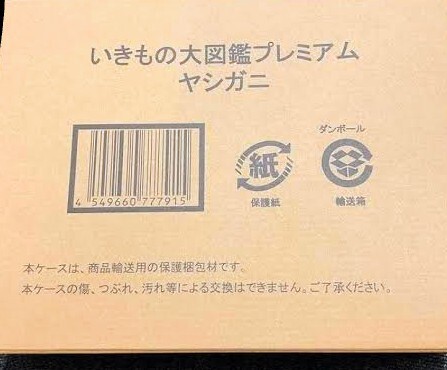 いきもの大図鑑プレミアム
ヤシガニ
4 549660 777915
紙
保護紙
ダンボール
輸送箱
本ケースは、商品輸送用の保護梱包材です。
本ケースの傷、つぶれ、汚れ等による交換はできません。ご了承ください。